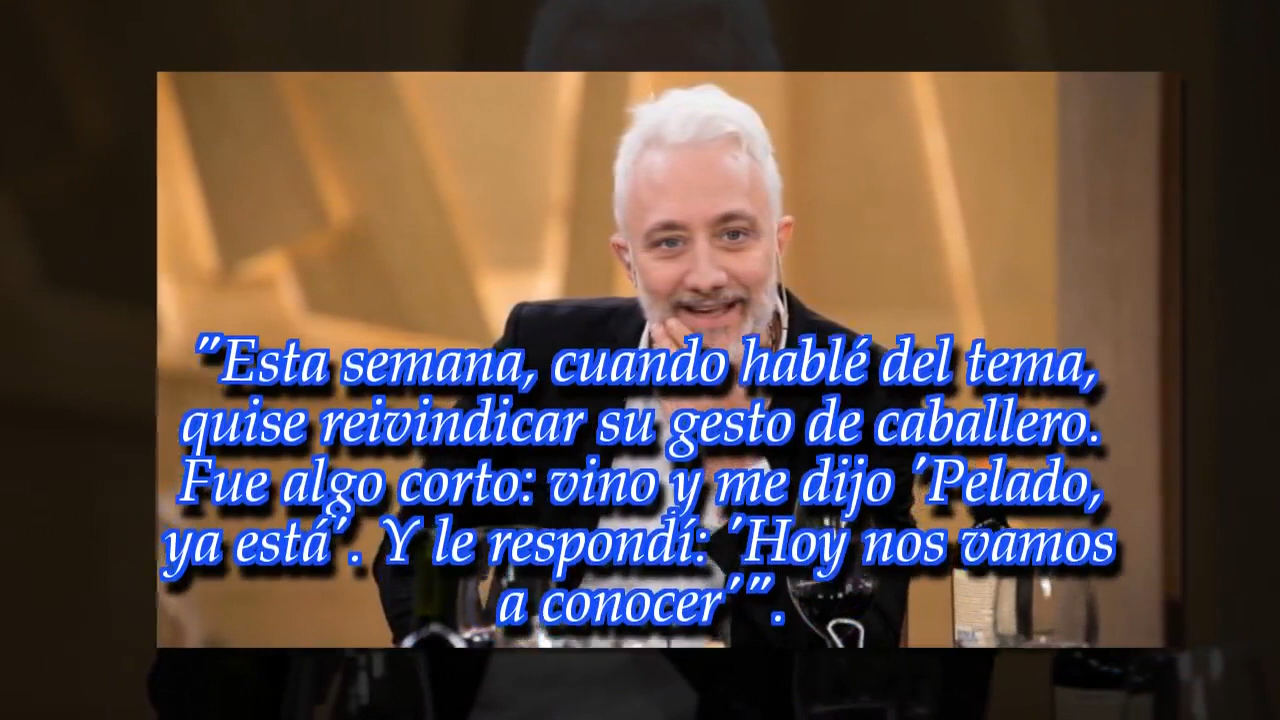 "Esta semana, cuando hablé del tema,
quise reivindicar su gesto de caballero.
Fue algo corto: vino y me dijo 'Pelado,
ya está'. Y le respondí: 'Hoy nos vamos
a conocer'".